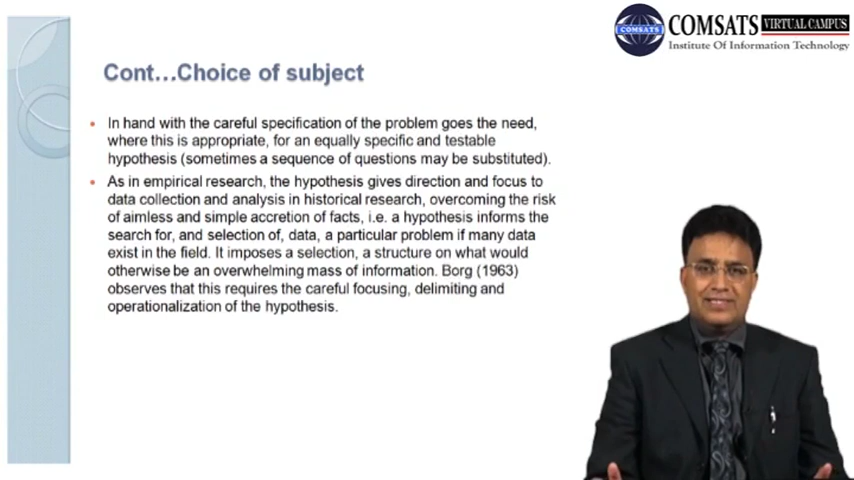 COMSATS VIRTUAL CAMPUS
COMSATS
Institute Of Information Technology
Cont…Choice of subject
In hand with the careful specification of the problem goes the need,
where this is appropriate, for an equally specific and testable
hypothesis (sometimes a sequence of questions may be substituted).
As in empirical research, the hypothesis gives direction and focus to
data collection and analysis in historical research, overcoming the risk
of aimless and simple accretion of facts, i.e. a hypothesis informs the
search for, and selection of, data, a particular problem if many data
exist in the field. It imposes a selection, a structure on what would
otherwise be an overwhelming mass of information. Borg (1963)
observes that this requires the careful focusing, delimiting and
operationalization of the hypothesis.